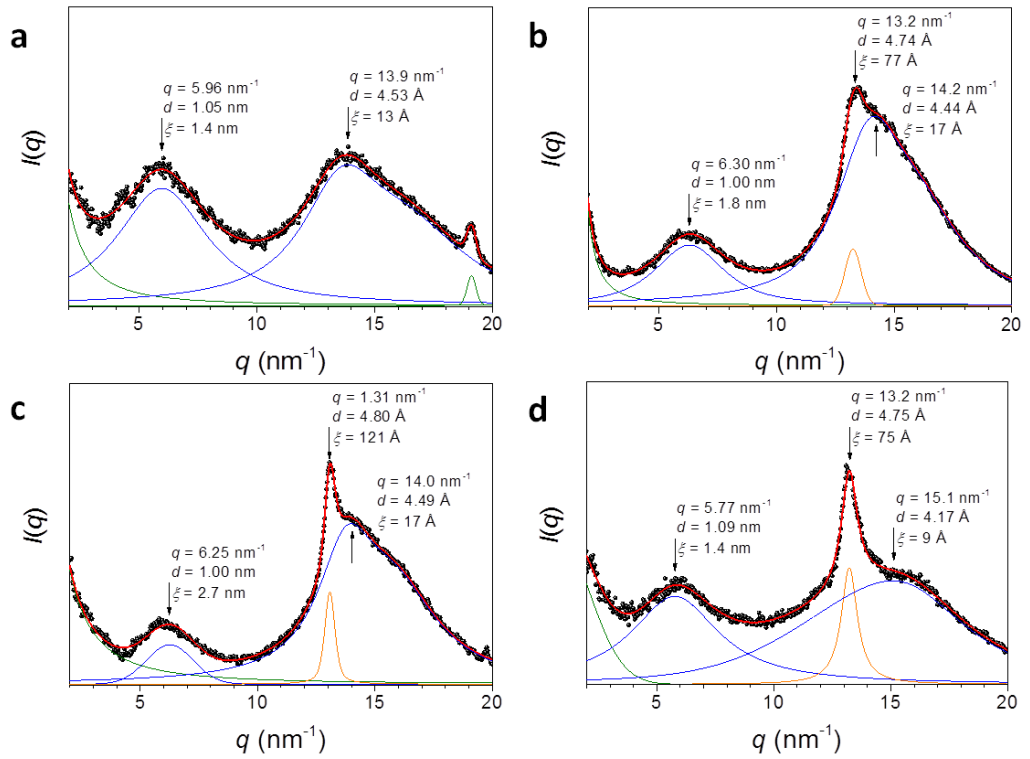 a
q = 5.96 nm⁻¹
d = 1.05 nm
ξ = 1.4 nm
q = 13.9 nm⁻¹
d = 4.53 Å
ξ = 13 Å
I(q)
5
10
15
20
q (nm⁻¹)
b
q = 13.2 nm⁻¹
d = 4.74 Å
ξ = 77 Å
q = 14.2 nm⁻¹
d = 4.44 Å
ξ = 17 Å
q = 6.30 nm⁻¹
d = 1.00 nm
ξ = 1.8 nm
I(q)
5
10
15
20
q (nm⁻¹)
c
q = 1.31 nm⁻¹
d = 4.80 Å
ξ = 121 Å
q = 14.0 nm⁻¹
d = 4.49 Å
ξ = 17 Å
q = 6.25 nm⁻¹
d = 1.00 nm
ξ = 2.7 nm
I(q)
5
10
15
20
q (nm⁻¹)
d
q = 13.2 nm⁻¹
d = 4.75 Å
ξ = 75 Å
q = 5.77 nm⁻¹
d = 1.09 nm
ξ = 1.4 nm
q = 15.1 nm⁻¹
d = 4.17 Å
ξ = 9 Å
I(q)
5
10
15
20
q (nm⁻¹)